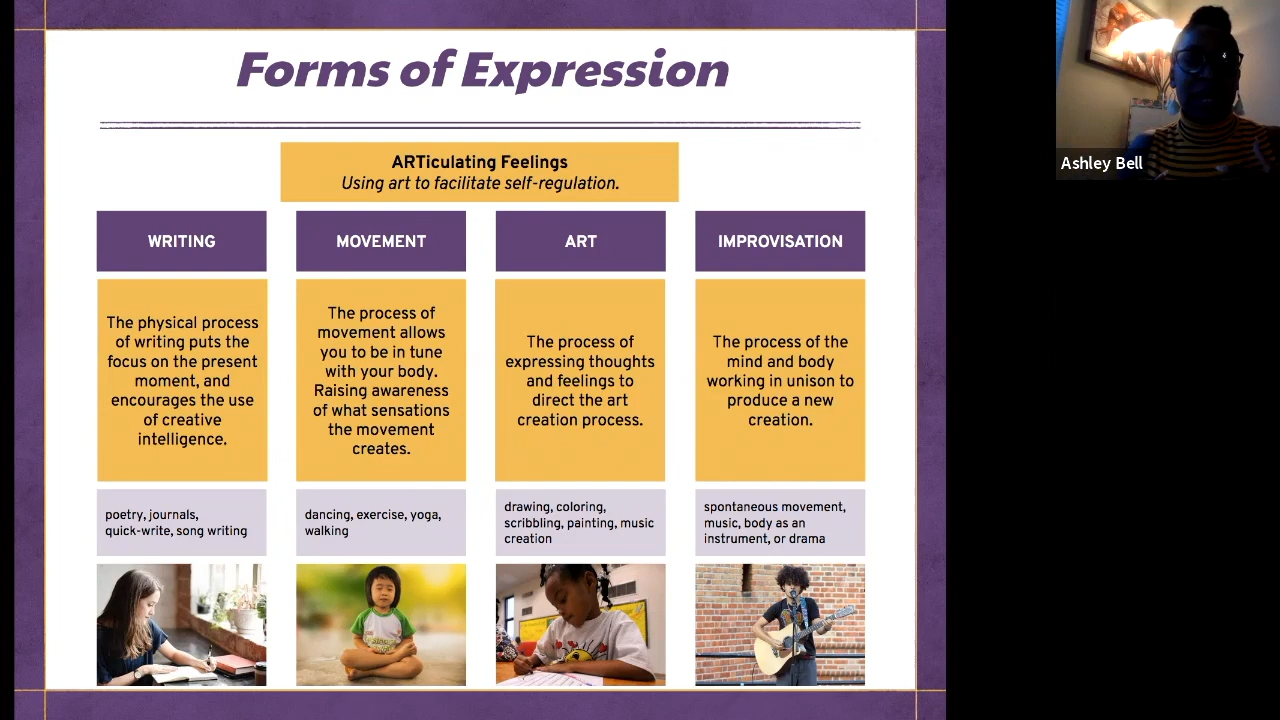 Forms of Expression
ARTiculating Feelings
Using art to facilitate self-regulation.
WRITING
The physical process
of writing puts the
focus on the present
moment, and
encourages the use
of creative
intelligence.
poetry, journals,
quick-write, song writing
MOVEMENT
The process of
movement allows
you to be in tune
with your body.
Raising awareness
of what sensations
the movement
creates.
dancing, exercise, yoga,
walking
ART
The process of
expressing thoughts
and feelings to
direct the art
creation process.
drawing, coloring,
scribbling, painting, music
creation
IMPROVISATION
The process of the
mind and body
working in unison to
produce a new
creation.
spontaneous movement,
music, body as an
instrument, or drama
Ashley Bell